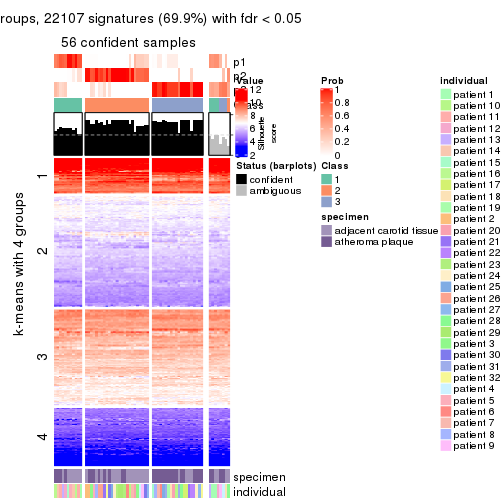 roups, 22107 signatures (69.9%) with fdr < 0.05
56 confident samples
p1
p2
p3
Class
Silhouette
score
k-means with 4 groups
1
2
3
4
specimen
individual
Value
12
10
8
6
4
2
Status (barplots)
confident
ambiguous
Prob
1
0.8
0.6
0.4
0.2
0
Class
1
2
3
specimen
adjacent carotid tissue
atheroma plaque
individual
patient 1
patient 10
patient 11
patient 12
patient 13
patient 14
patient 15
patient 16
patient 17
patient 18
patient 19
patient 2
patient 20
patient 21
patient 22
patient 23
patient 24
patient 25
patient 26
patient 27
patient 28
patient 29
patient 3
patient 30
patient 31
patient 32
patient 4
patient 5
patient 6
patient 7
patient 8
patient 9